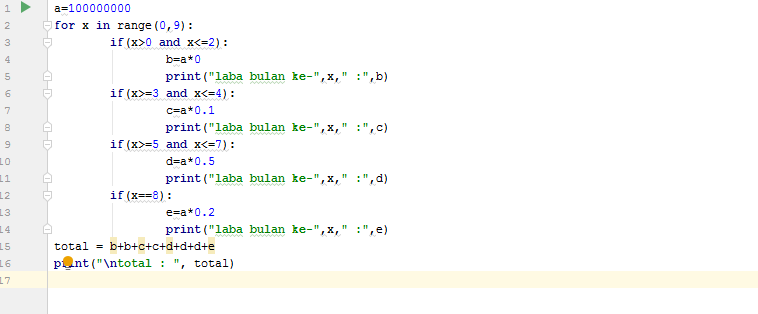 1 a=100000000
2 for x in range(0,9):
3 if(x>0 and x<=2):
4 b=a*0
5 print("laba bulan ke-",x," :",b)
6 if(x>=3 and x<=4):
7 c=a*0.1
8 print("laba bulan ke-",x," :",c)
9 if(x>=5 and x<=7):
10 d=a*0.5
11 print("laba bulan ke-",x," :",d)
12 if(x==8):
13 e=a*0.2
14 print("laba bulan ke-",x," :",e)
15 total = b+b+c+c+d+d+d+e
16 print("\ntotal : ", total)
17